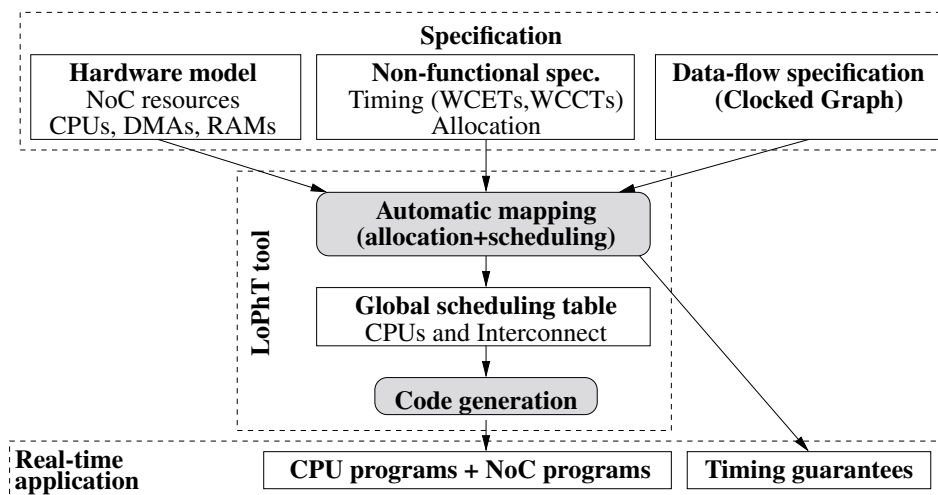 Specification
Hardware model
NoC resources
CPUs, DMAs, RAMs
Non-functional spec.
Timing (WCETs,WCCTs)
Allocation
Data-flow specification
(Clocked Graph)
LoPhT tool
Automatic mapping
(allocation+scheduling)
Global scheduling table
CPUs and Interconnect
Code generation
Real-time
application
CPU programs + NoC programs
Timing guarantees